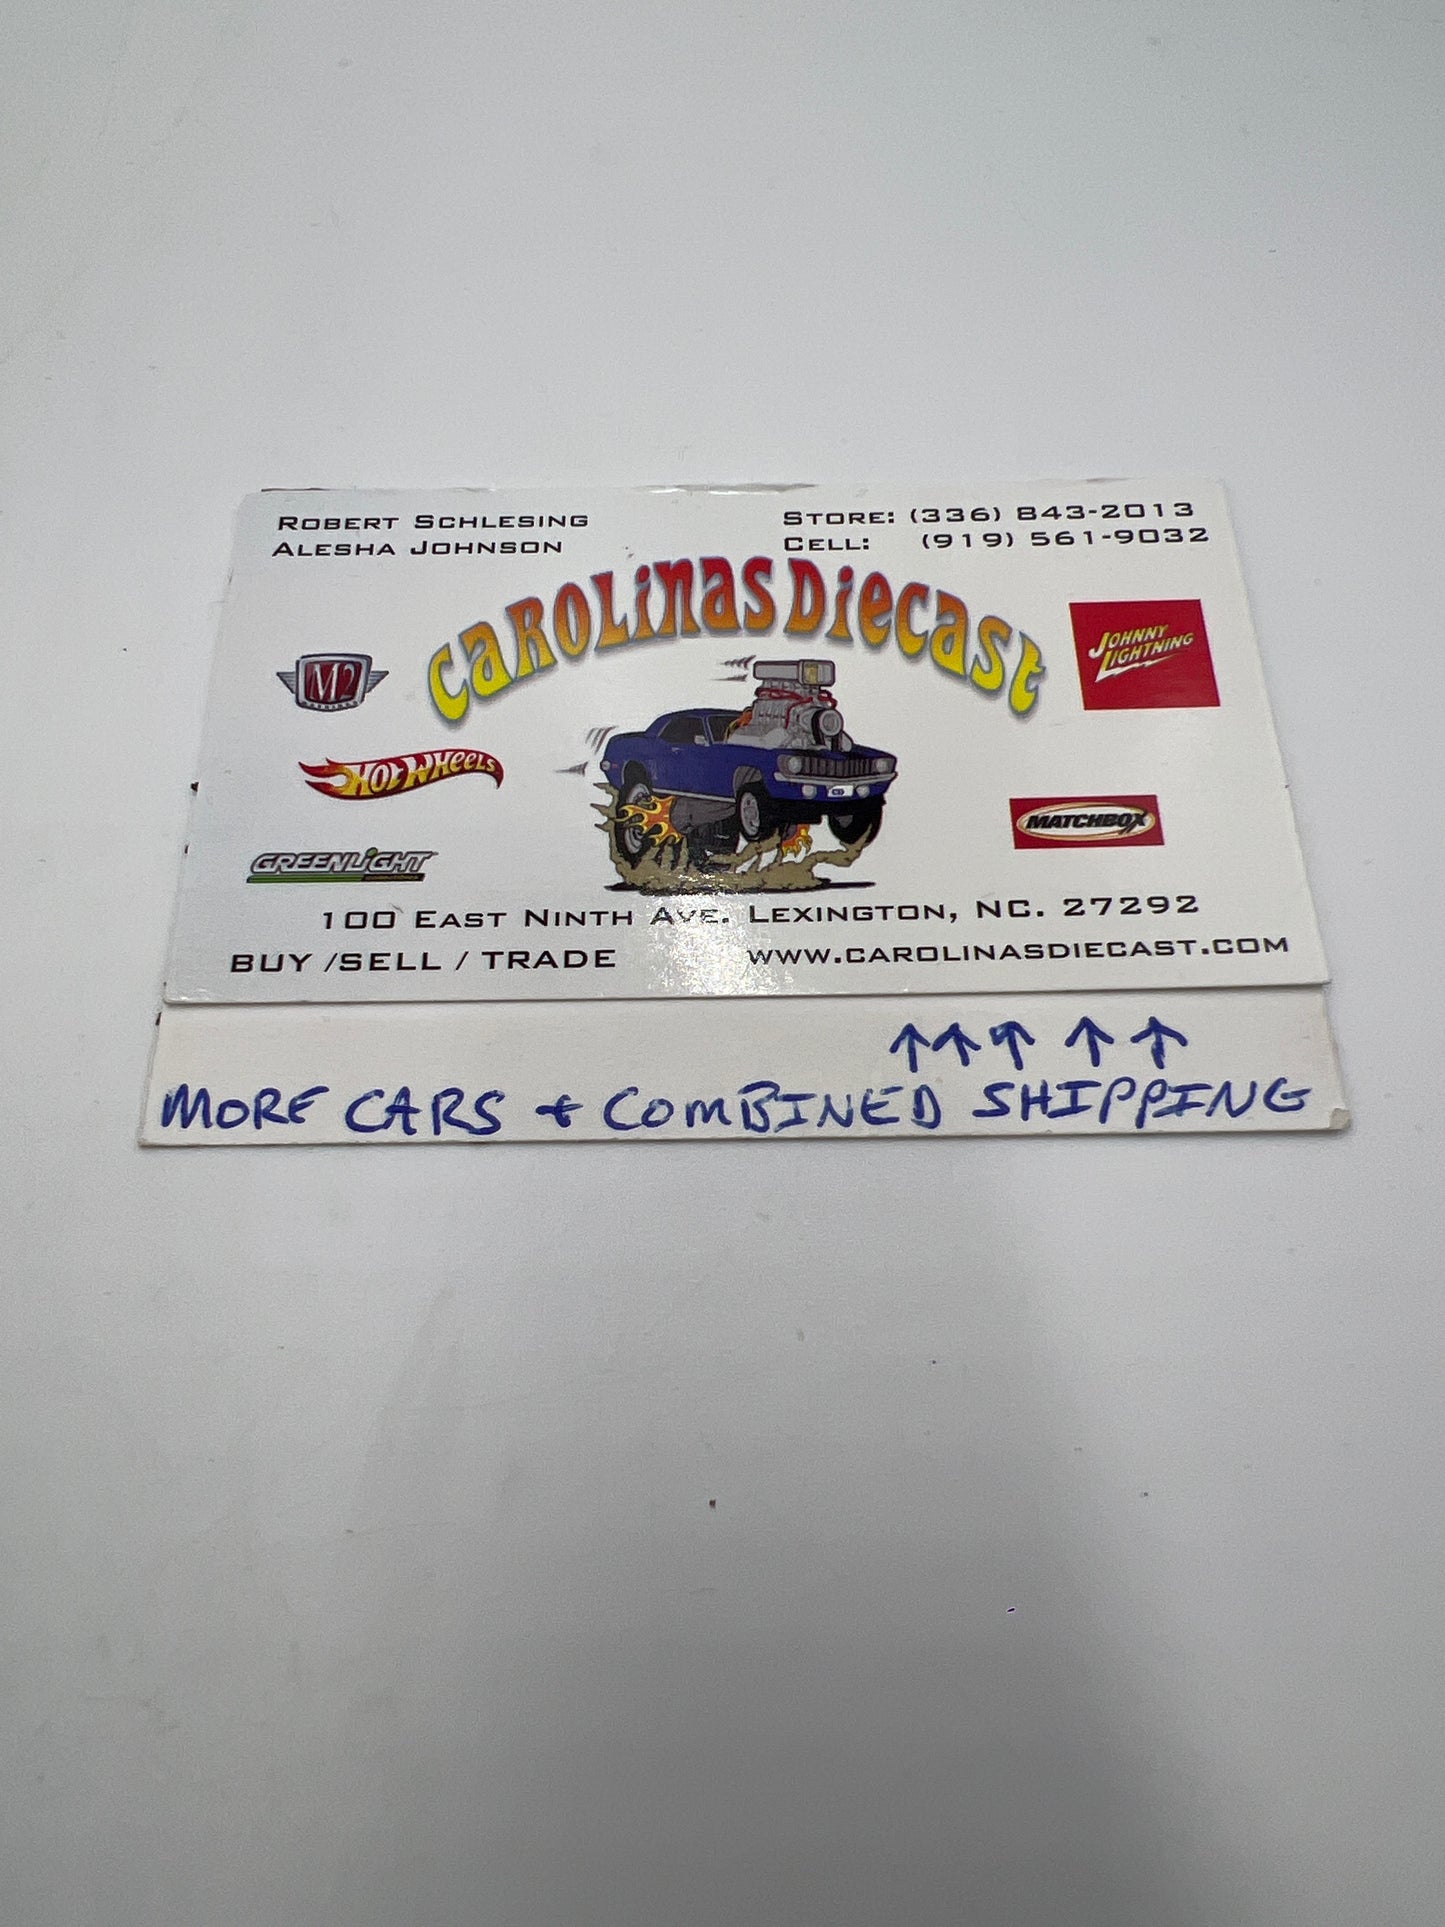 ROBERT SCHLESING
ALESHA JOHNSON
STORE: (336) 843-2013
CELL: (919) 561-9032
CAROLINAS DIECAST
M2
JOHNNY
LIGHTNING
HOT WHEELS
MATCHBOX
GREENLIGHT
100 EAST NINTH AVE. LEXINGTON, NC. 27292
BUY /SELL / TRADE
WWW.CAROLINASDIECAST.COM
↑ ↑ ↑ ↑ ↑
MORE CARS + COMBINED SHIPPING